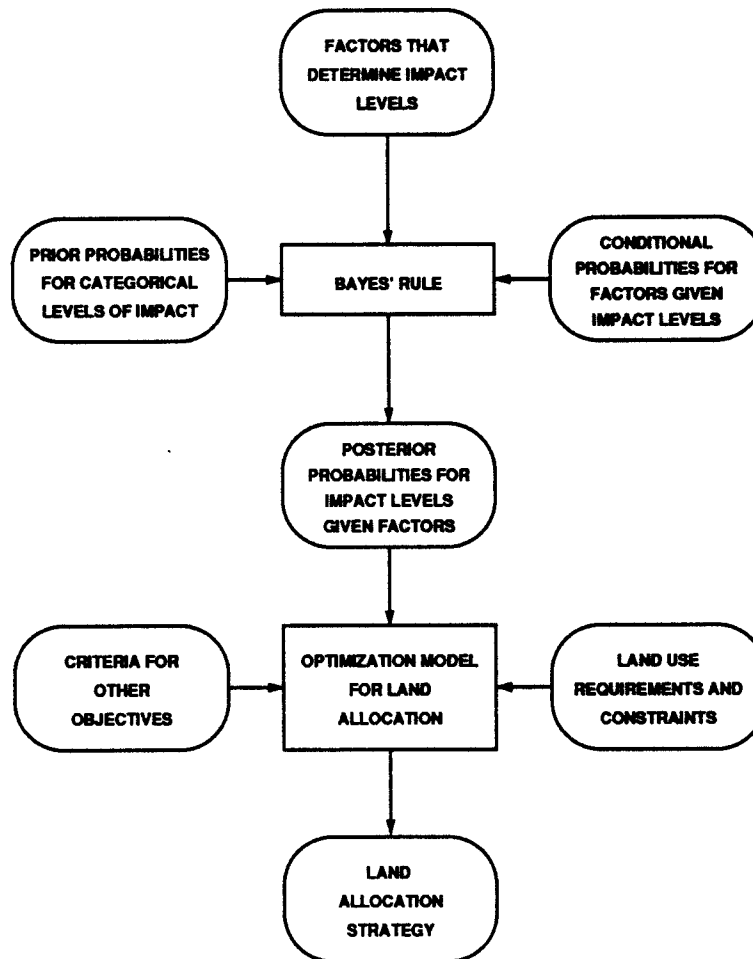 FACTORS THAT
DETERMINE IMPACT
LEVELS
PRIOR PROBABILITIES
FOR CATEGORICAL
LEVELS OF IMPACT
BAYES' RULE
CONDITIONAL
PROBABILITIES FOR
FACTORS GIVEN
IMPACT LEVELS
POSTERIOR
PROBABILITIES FOR
IMPACT LEVELS
GIVEN FACTORS
CRITERIA FOR
OTHER
OBJECTIVES
OPTIMIZATION MODEL
FOR LAND
ALLOCATION
LAND USE
REQUIREMENTS AND
CONSTRAINTS
LAND
ALLOCATION
STRATEGY